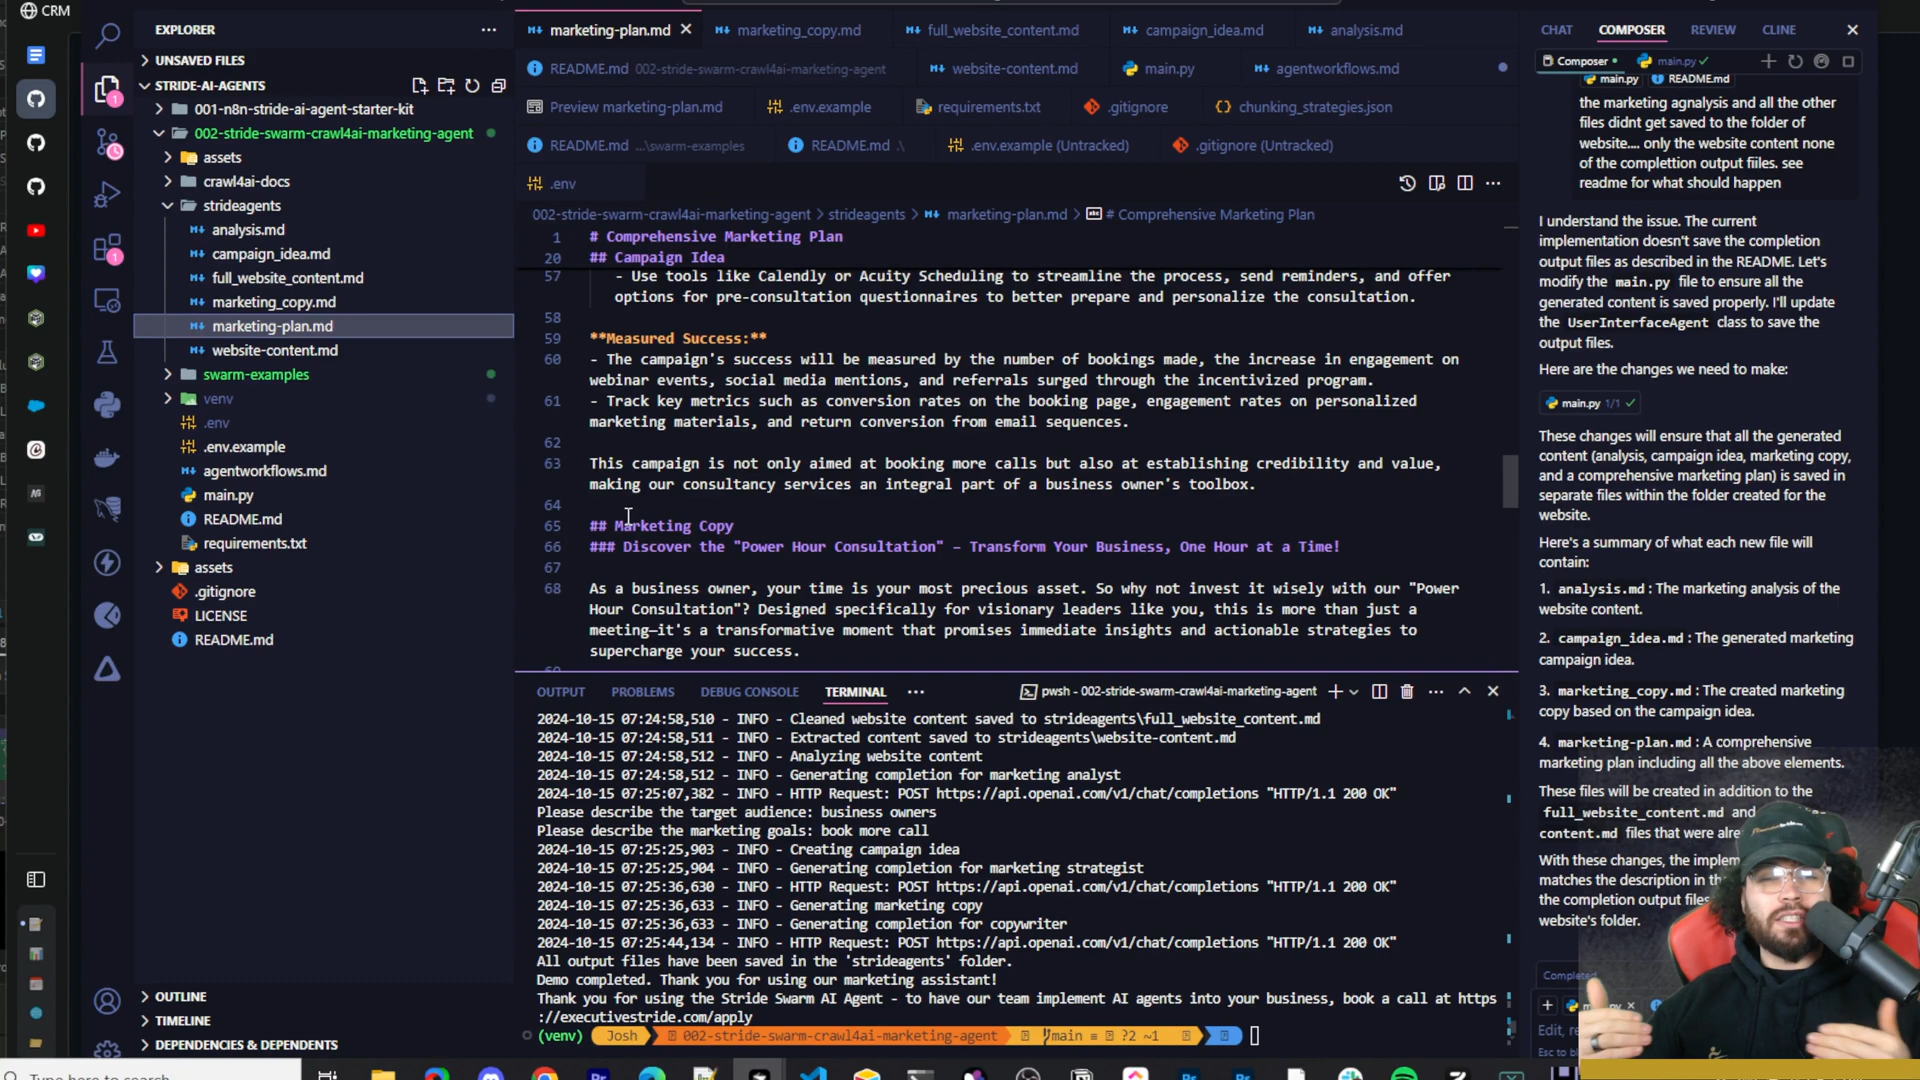 CRM
EXPLORER
UNSAVED FILES
STRIDE-AI-AGENTS
001-n8n-stride-ai-agent-starter-kit
002-stride-swarm-crawl4ai-marketing-agent
assets
crawl4ai-docs
strideagents
analysis.md
campaign_idea.md
full_website_content.md
marketing_copy.md
marketing-plan.md
website-content.md
swarm-examples
venv
.env
.env.example
agentworkflows.md
main.py
README.md
requirements.txt
assets
.gitignore
LICENSE
README.md
OUTLINE
TIMELINE
DEPENDENCIES & DEPENDENTS
marketing-plan.md
marketing_copy.md
full_website_content.md
campaign_idea.md
analysis.md
README.md 002-stride-swarm-crawl4ai-marketing-agent
website-content.md
main.py
agentworkflows.md
Preview marketing-plan.md
.env.example
requirements.txt
.gitignore
chunking_strategies.json
README.md ...\swarm-examples
README.md .\
.env.example (Untracked)
.gitignore (Untracked)
.env
002-stride-swarm-crawl4ai-marketing-agent > strideagents > marketing-plan.md > # Comprehensive Marketing Plan
1 # Comprehensive Marketing Plan
20 ## Campaign Idea
57 - Use tools like Calendly or Acuity Scheduling to streamline the process, send reminders, and offer
options for pre-consultation questionnaires to better prepare and personalize the consultation.
58
59 **Measured Success:**
60 - The campaign's success will be measured by the number of bookings made, the increase in engagement on
webinar events, social media mentions, and referrals surged through the incentivized program.
61 - Track key metrics such as conversion rates on the booking page, engagement rates on personalized
marketing materials, and return conversion from email sequences.
62
63 This campaign is not only aimed at booking more calls but also at establishing credibility and value,
making our consultancy services an integral part of a business owner's toolbox.
64
65 ## Marketing Copy
66 ### Discover the "Power Hour Consultation" – Transform Your Business, One Hour at a Time!
67
68 As a business owner, your time is your most precious asset. So why not invest it wisely with our "Power
Hour Consultation"? Designed specifically for visionary leaders like you, this is more than just a
meeting—it's a transformative moment that promises immediate insights and actionable strategies to
supercharge your success.
OUTPUT PROBLEMS DEBUG CONSOLE TERMINAL
pwsh - 002-stride-swarm-crawl4ai-marketing-agent
2024-10-15 07:24:58,510 - INFO - Cleaned website content saved to strideagents\full_website_content.md
2024-10-15 07:24:58,511 - INFO - Extracted content saved to strideagents\website-content.md
2024-10-15 07:24:58,512 - INFO - Analyzing website content
2024-10-15 07:24:58,512 - INFO - Generating completion for marketing analyst
2024-10-15 07:25:07,382 - INFO - HTTP Request: POST https://api.openai.com/v1/chat/completions "HTTP/1.1 200 OK"
Please describe the target audience: business owners
Please describe the marketing goals: book more call
2024-10-15 07:25:25,903 - INFO - Creating campaign idea
2024-10-15 07:25:25,904 - INFO - Generating completion for marketing strategist
2024-10-15 07:25:36,630 - INFO - HTTP Request: POST https://api.openai.com/v1/chat/completions "HTTP/1.1 200 OK"
2024-10-15 07:25:36,633 - INFO - Generating marketing copy
2024-10-15 07:25:36,633 - INFO - Generating completion for copywriter
2024-10-15 07:25:44,134 - INFO - HTTP Request: POST https://api.openai.com/v1/chat/completions "HTTP/1.1 200 OK"
All output files have been saved in the 'strideagents' folder.
Demo completed. Thank you for using our marketing assistant!
Thank you for using the Stride Swarm AI Agent - to have our team implement AI agents into your business, book a call at https
://executivestride.com/apply
(venv) Josh 002-stride-swarm-crawl4ai-marketing-agent main ≡ ?2 ~1
CHAT COMPOSER REVIEW CLINE
Composer main.py
main.py README.md
the marketing agnalysis and all the other
files didnt get saved to the folder of
website.... only the website content none
of the complettion output files. see
readme for what should happen
I understand the issue. The current
implementation doesn't save the completion
output files as described in the README. Let's
modify the main.py file to ensure all the
generated content is saved properly. I'll update
the UserInterfaceAgent class to save the
output files.
Here are the changes we need to make:
main.py 1/1
These changes will ensure that all the generated
content (analysis, campaign idea, marketing copy,
and a comprehensive marketing plan) is saved in
separate files within the folder created for the
website.
Here's a summary of what each new file will
contain:
1. analysis.md : The marketing analysis of the
website content.
2. campaign_idea.md : The generated marketing
campaign idea.
3. marketing_copy.md : The created marketing
copy based on the campaign idea.
4. marketing-plan.md : A comprehensive
marketing plan including all the above elements.
These files will be created in addition to the
full_website_content.md and
content.md files that were
With these changes, the
matches the description in
the completion output
website's folder.
Completed
Edit,
Esc to
Type here to search